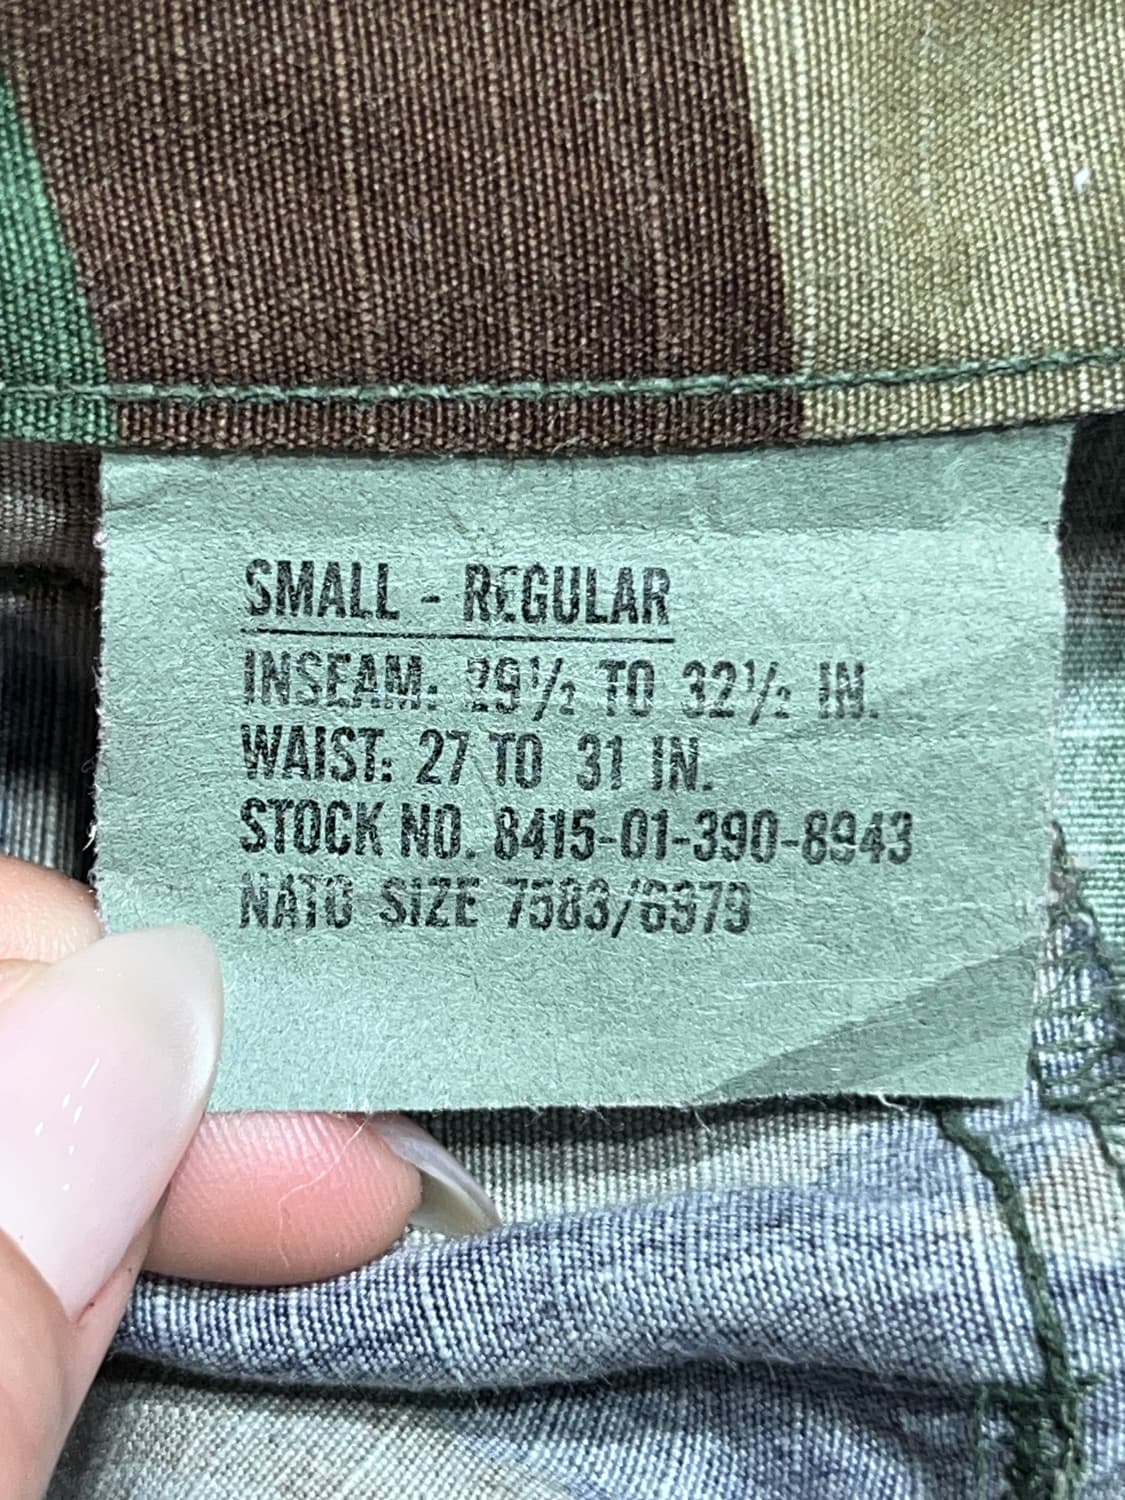 SMALL - REGULAR
INSEAM: 29½ TO 32½ IN.
WAIST: 27 TO 31 IN.
STOCK NO. 8415-01-390-8943
NATO SIZE 7583/6979